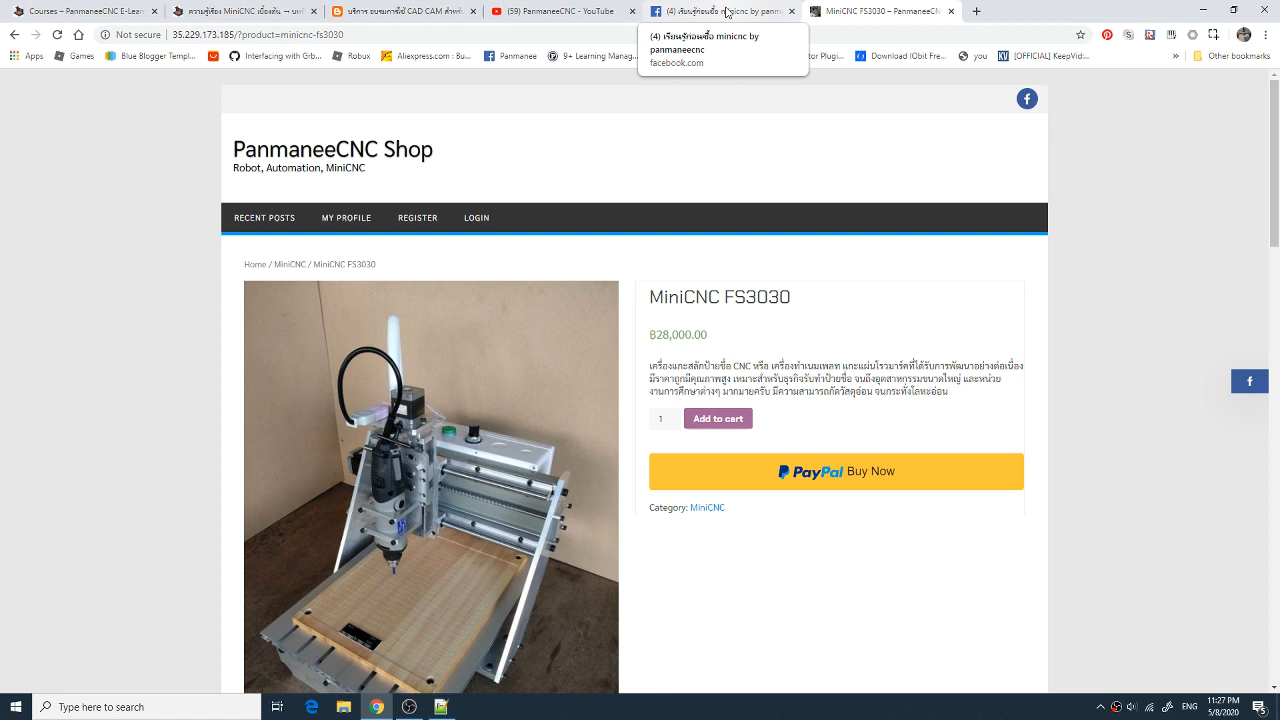 Courses – PanmaneeCNC E-Learn
ความรู้เรื่อง MiniCNC เบื้องต้น →
บริการ อบรมการใช้ CAD CAM สำหรับ
(59) PanmaneeCNC - YouTube
(4) เรียนรู้ก่อนซื้อ minicnc by panm
MiniCNC FS3030 – PanmaneeCN
Not secure
35.229.173.185/?product=minicnc-fs3030
Apps
Games
Blue Blogger Templat...
Interfacing with Grb...
Roblox
Aliexpress.com : Bu...
Panmanee
9+ Learning Manag...
tor Plugi...
Download IObit Fre...
you
[OFFICIAL] KeepVid:...
»
Other bookmarks
(4) เรียนรู้ก่อนซื้อ minicnc by
panmaneecnc
facebook.com
PanmaneeCNC Shop
Robot, Automation, MiniCNC
RECENT POSTS
MY PROFILE
REGISTER
LOGIN
Home / MiniCNC / MiniCNC FS3030
MiniCNC FS3030
฿28,000.00
เครื่องแกะสลักป้ายชื่อ CNC หรือ เครื่องทำเนมเพลท แกะแผ่นโรวมาร์คที่ได้รับการพัฒนาอย่างต่อเนื่อง
มีราคาถูกมีคุณภาพสูง เหมาะสำหรับธุรกิจรับทำป้ายชื่อ จนถึงอุตสาหกรรมขนาดใหญ่ และหน่วย
งานการศึกษาต่างๆ มากมายครับ มีความสามารถกัดวัสดุอ่อน จนกระทั่งโลหะอ่อน
1
Add to cart
PayPal Buy Now
Category: MiniCNC
Type here to search
ENG
11:27 PM
5/8/2020